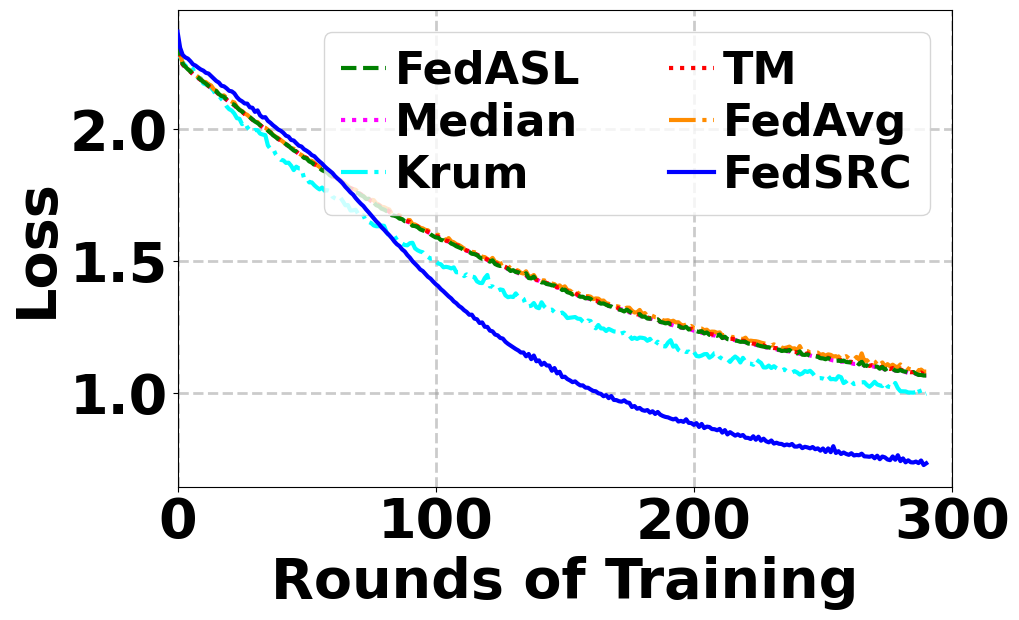 FedASL
Median
Krum
TM
FedAvg
FedSRC
Loss
2.0
1.5
1.0
0 100 200 300
Rounds of Training